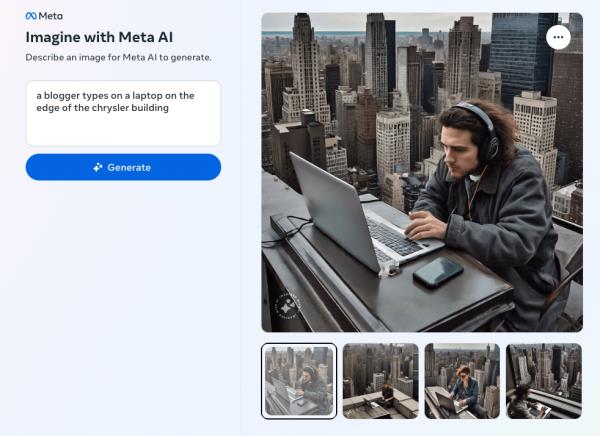 Meta
Imagine with Meta AI
Describe an image for Meta AI to generate.
a blogger types on a laptop on the
edge of the chrysler building
Generate